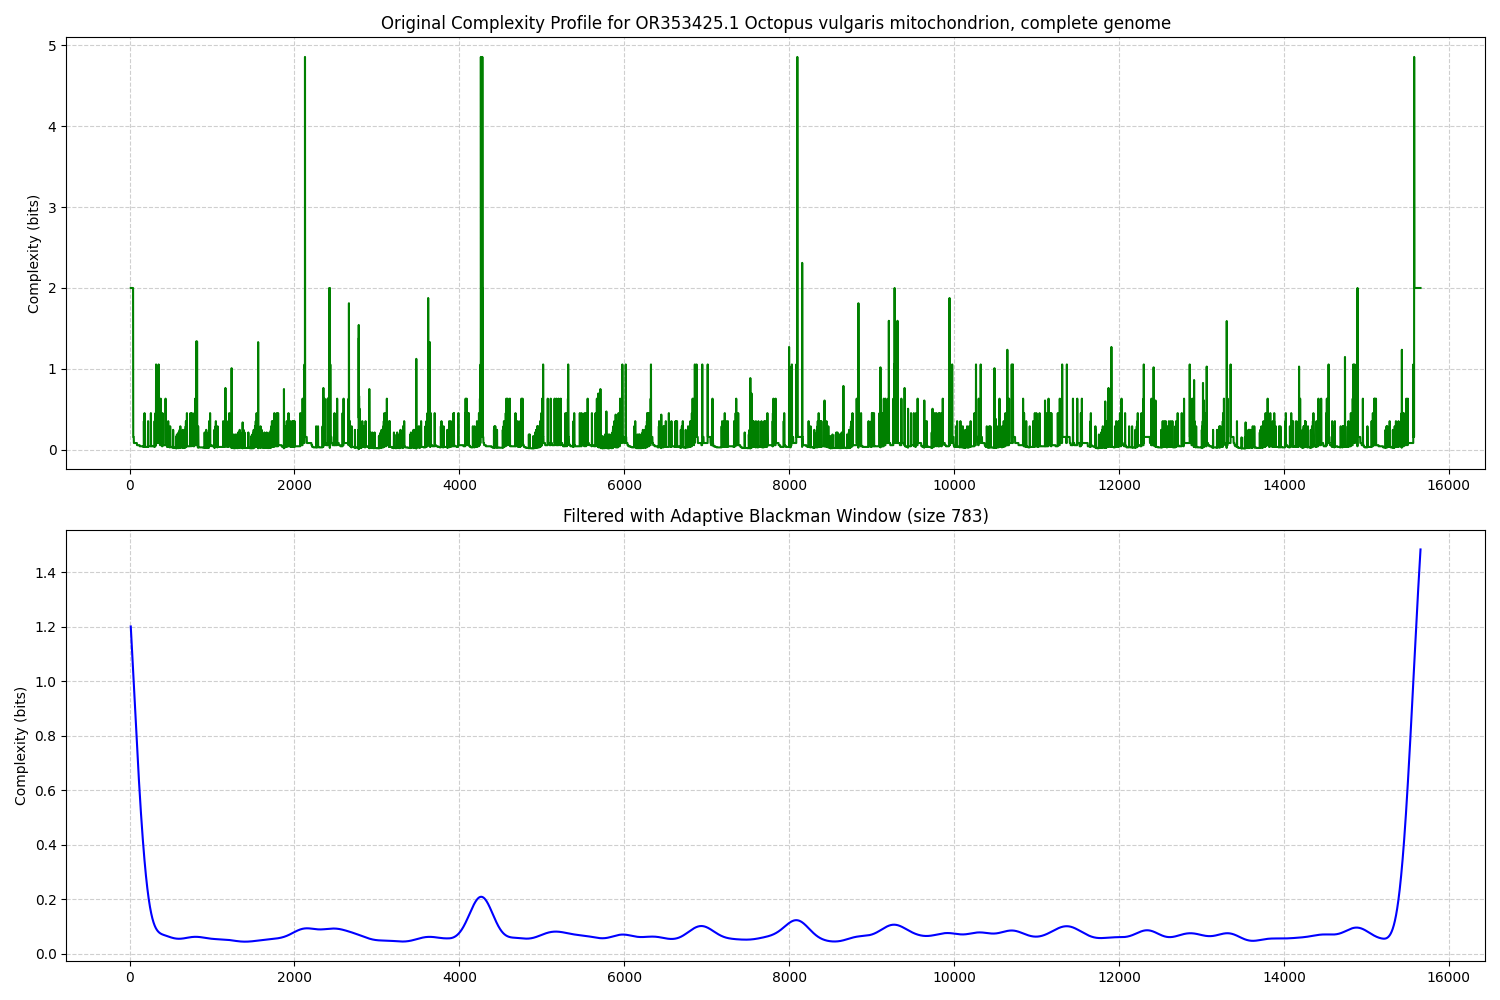 Original Complexity Profile for OR353425.1 Octopus vulgaris mitochondrion, complete genome
Complexity (bits)
5
4
3
2
1
0
0 2000 4000 6000 8000 10000 12000 14000 16000
Filtered with Adaptive Blackman Window (size 783)
Complexity (bits)
1.4
1.2
1.0
0.8
0.6
0.4
0.2
0.0
0 2000 4000 6000 8000 10000 12000 14000 16000